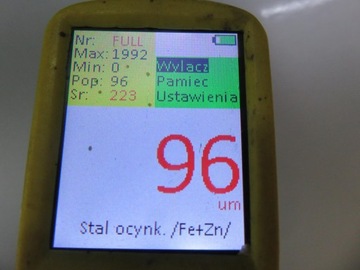 Nr: FULL
Max: 1992
Min: 0
Pop: 96
Sr: 223
Wylacz
Pamiec
Ustawienia
96
um
Stal ocynk. /Fe+Zn/